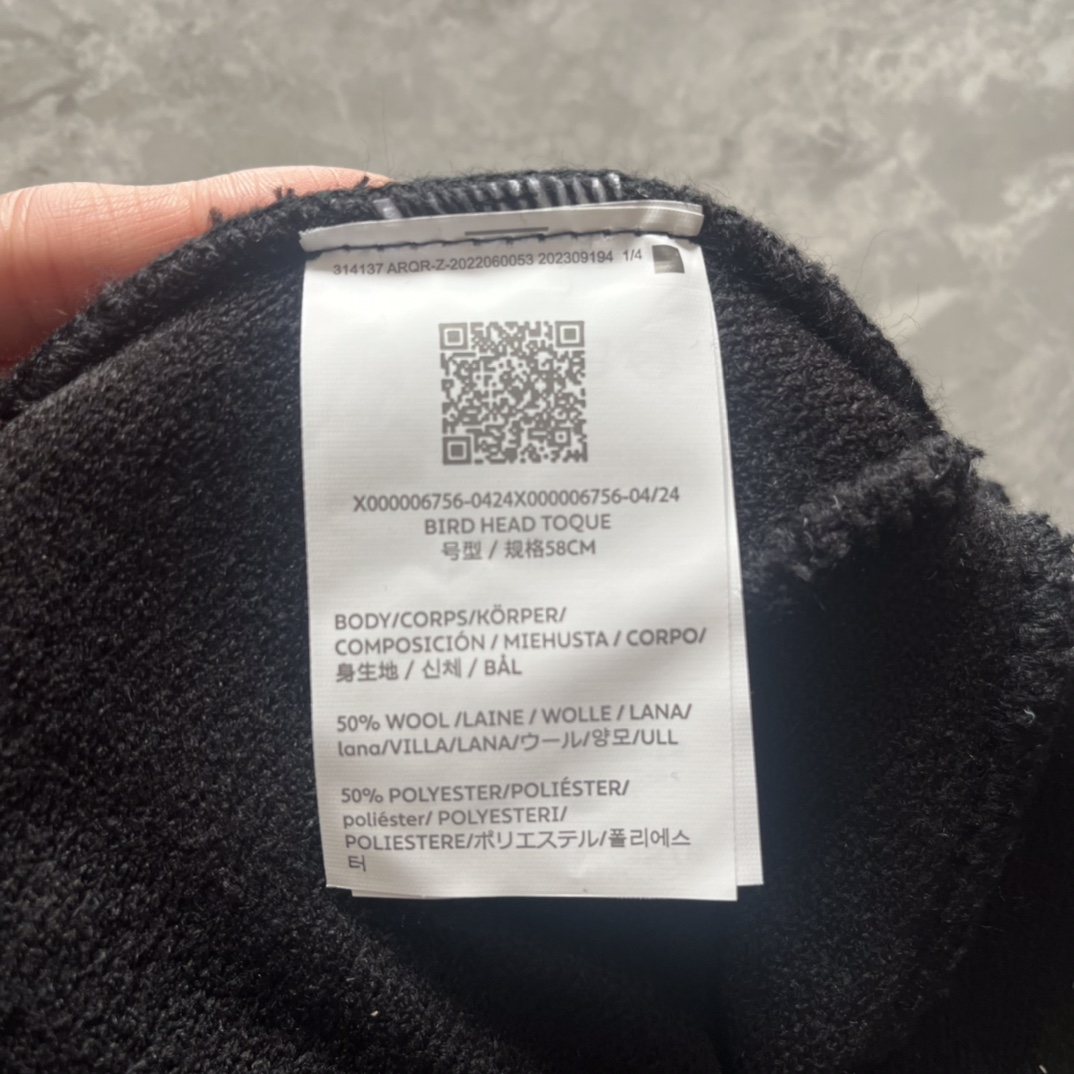 314137 ARQR-Z-2022060053 202309194 1/4
X000006756-0424X000006756-04/24
BIRD HEAD TOQUE
号型 / 规格58CM
BODY/CORPS/KÖRPER/
COMPOSICIÓN / MIEHUSTA / CORPO/
身生地 / 신체 / BÅL
50% WOOL /LAINE / WOLLE / LANA/
lana/VILLA/LANA/ウール/양모/ULL
50% POLYESTER/POLIÉSTER/
poliéster/ POLYESTERI/
POLIESTERE/ポリエステル/폴리에스
터